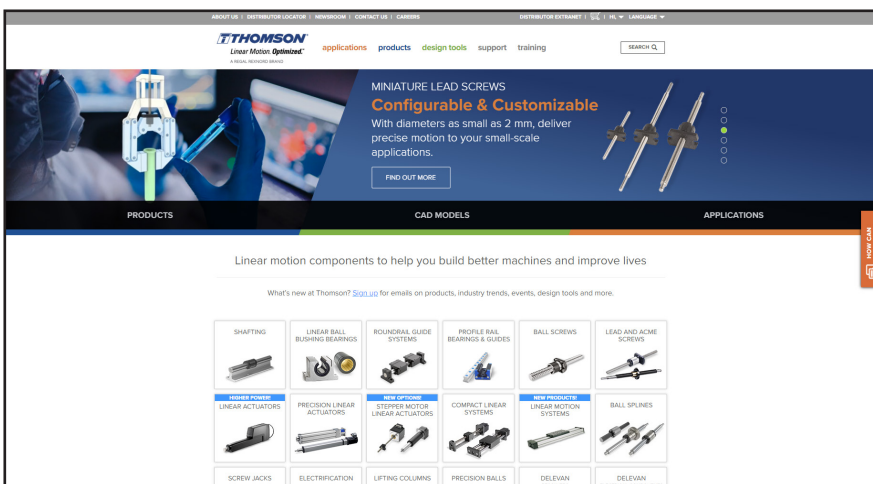 ABOUT US | DISTRIBUTOR LOCATOR | NEWSROOM | CONTACT US | CAREERS
DISTRIBUTOR EXTRANET | HI, LANGUAGE
THOMSON
Linear Motion. Optimized.™
A REGAL REXNORD BRAND
applications products design tools support training
SEARCH
MINIATURE LEAD SCREWS
Configurable & Customizable
With diameters as small as 2 mm, deliver
precise motion to your small-scale
applications.
FIND OUT MORE
PRODUCTS
CAD MODELS
APPLICATIONS
HOW CAN
Linear motion components to help you build better machines and improve lives
What's new at Thomson? Sign up for emails on products, industry trends, events, design tools and more.
SHAFTING
LINEAR BALL
BUSHING BEARINGS
ROUNDRAIL GUIDE
SYSTEMS
PROFILE RAIL
BEARINGS & GUIDES
BALL SCREWS
LEAD AND ACME
SCREWS
HIGHER POWER!
LINEAR ACTUATORS
PRECISION LINEAR
ACTUATORS
NEW OPTIONS!
STEPPER MOTOR
LINEAR ACTUATORS
COMPACT LINEAR
SYSTEMS
NEW PRODUCTS!
LINEAR MOTION
SYSTEMS
BALL SPLINES
SCREW JACKS
ELECTRIFICATION
LIFTING COLUMNS
PRECISION BALLS
DELEVAN
DELEVAN